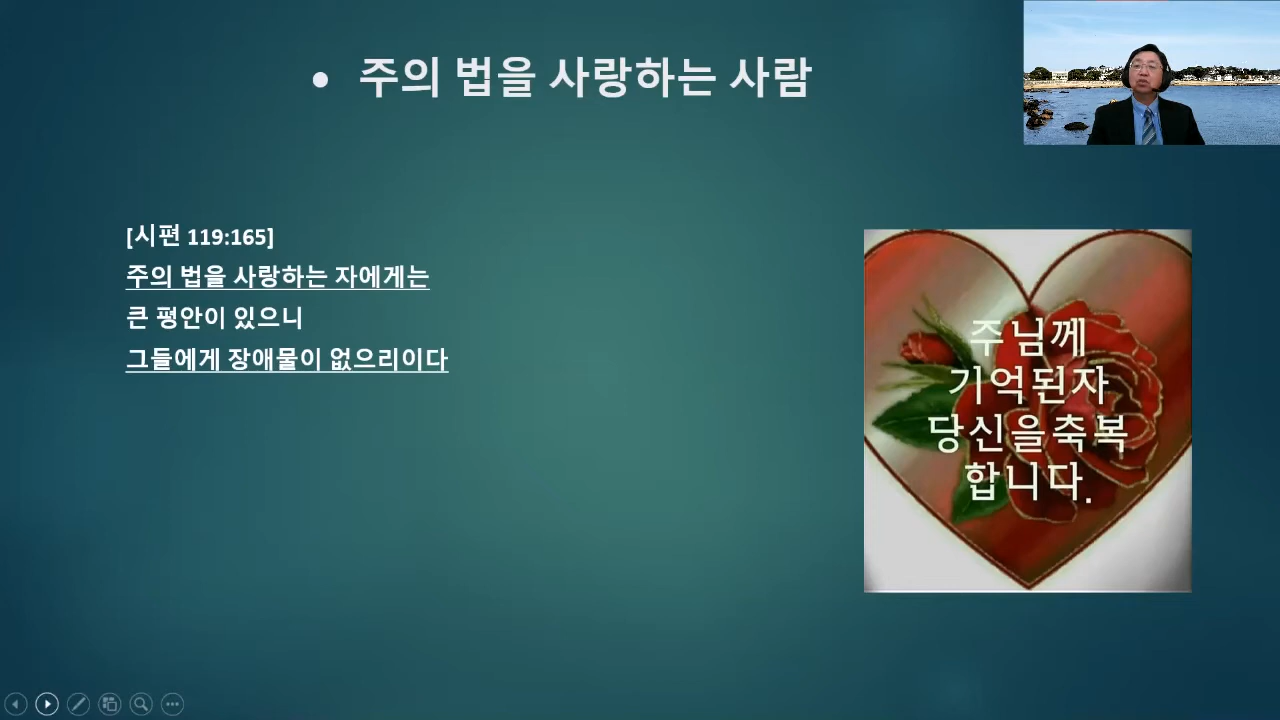 • 주의 법을 사랑하는 사람
[시편 119:165]
주의 법을 사랑하는 자에게는
큰 평안이 있으니
그들에게 장애물이 없으리이다
주님께
기억된자
당신을축복
합니다.